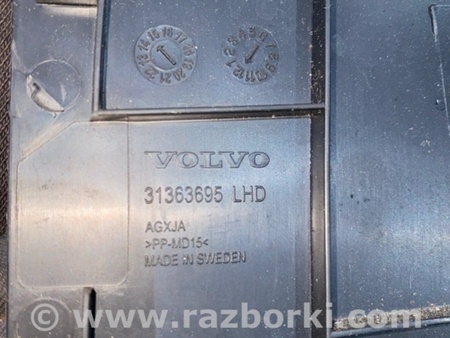 VOLVO
31363695 LHD
AGXJA
>PP-MD15<
MADE IN SWEDEN
www.razborki.com